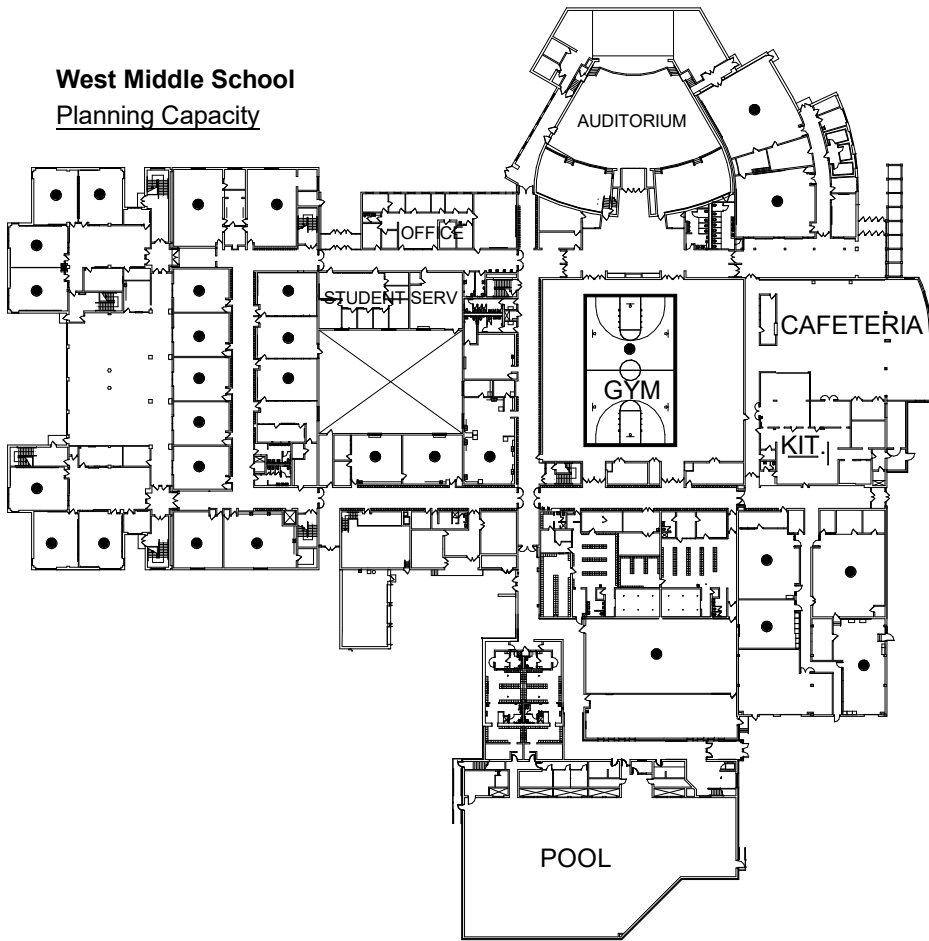 West Middle School
Planning Capacity
AUDITORIUM
OFFICE
STUDENT SERV
CAFETERIA
GYM
KIT.
POOL